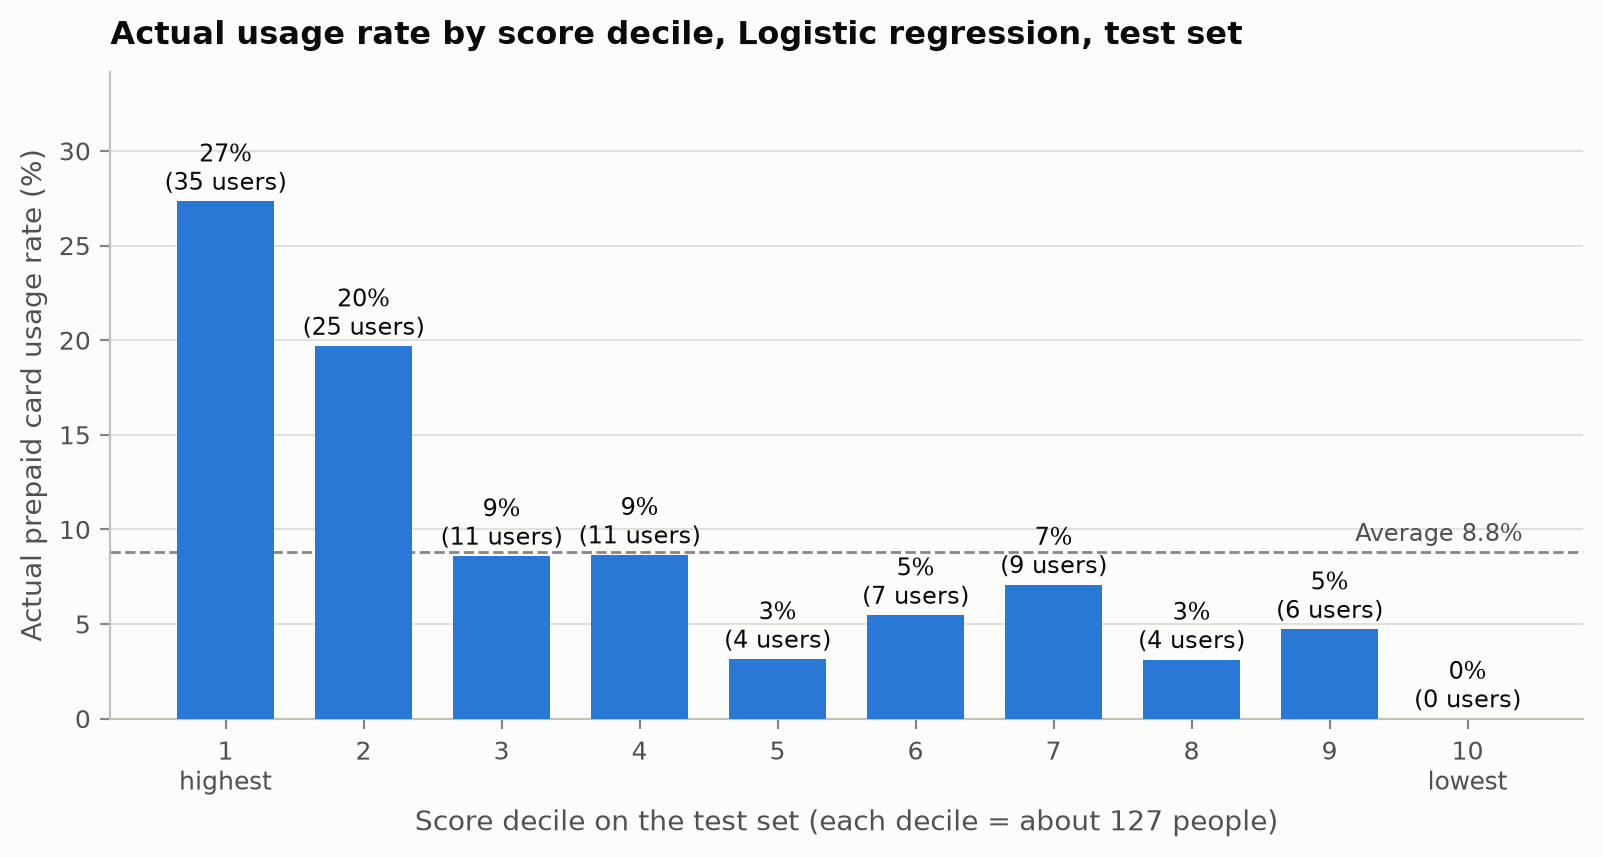 Actual usage rate by score decile, Logistic regression, test set
Actual prepaid card usage rate (%)
30
25
20
15
10
5
0
27%
(35 users)
20%
(25 users)
9%
(11 users)
9%
(11 users)
3%
(4 users)
5%
(7 users)
7%
(9 users)
3%
(4 users)
5%
(6 users)
0%
(0 users)
Average 8.8%
1
highest
2
3
4
5
6
7
8
9
10
lowest
Score decile on the test set (each decile = about 127 people)